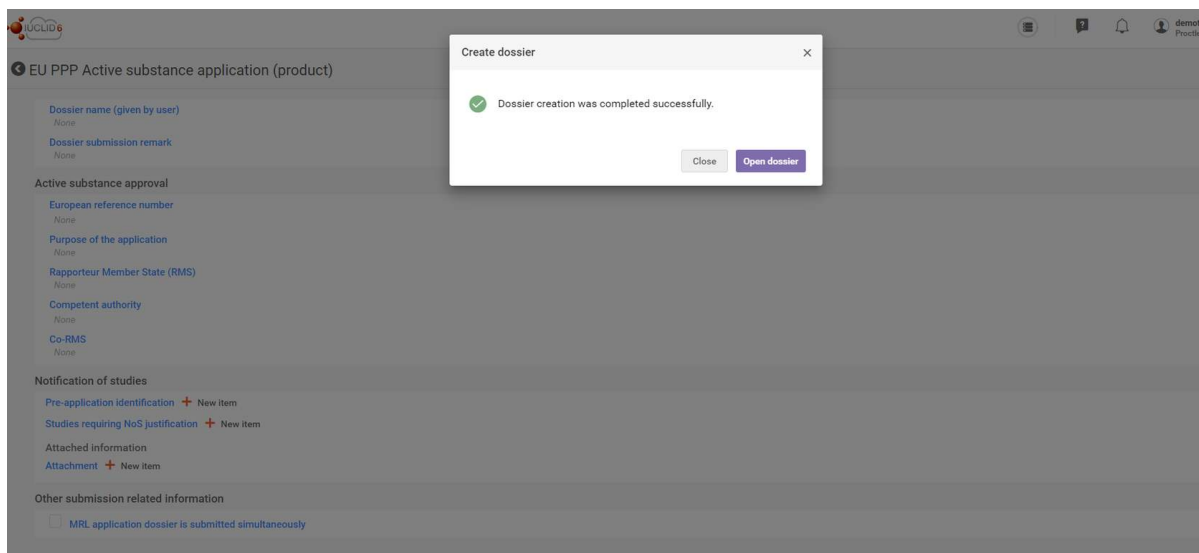 IUCLID 6
demot
Proctle
EU PPP Active substance application (product)
Create dossier
Dossier creation was completed successfully.
Close
Open dossier
Dossier name (given by user)
None
Dossier submission remark
None
Active substance approval
European reference number
None
Purpose of the application
None
Rapporteur Member State (RMS)
None
Competent authority
None
Co-RMS
None
Notification of studies
Pre-application identification + New item
Studies requiring NoS justification + New item
Attached information
Attachment + New item
Other submission related information
MRL application dossier is submitted simultaneously